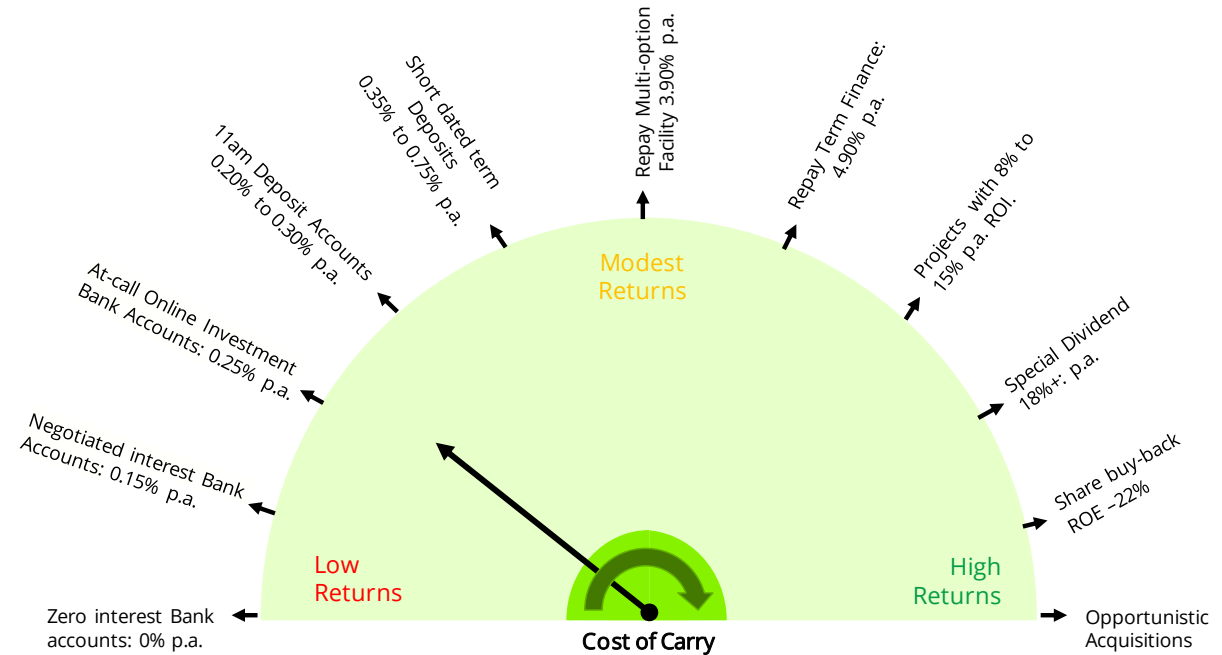 Zero interest Bank
accounts: 0% p.a.
Negotiated interest Bank
Accounts: 0.15% p.a.
At-call Online Investment
Bank Accounts: 0.25% p.a.
11am Deposit Accounts
0.20% to 0.30% p.a.
Short dated term
Deposits
0.35% to 0.75% p.a.
Repay Multi-option
Facility 3.90% p.a.
Repay Term Finance:
4.90% p.a.
Projects with 8% to
15% p.a. ROI.
Special Dividend
18%+: p.a.
Share buy-back
ROE –22%
Opportunistic
Acquisitions
Modest
Returns
Low
Returns
High
Returns
Cost of Carry